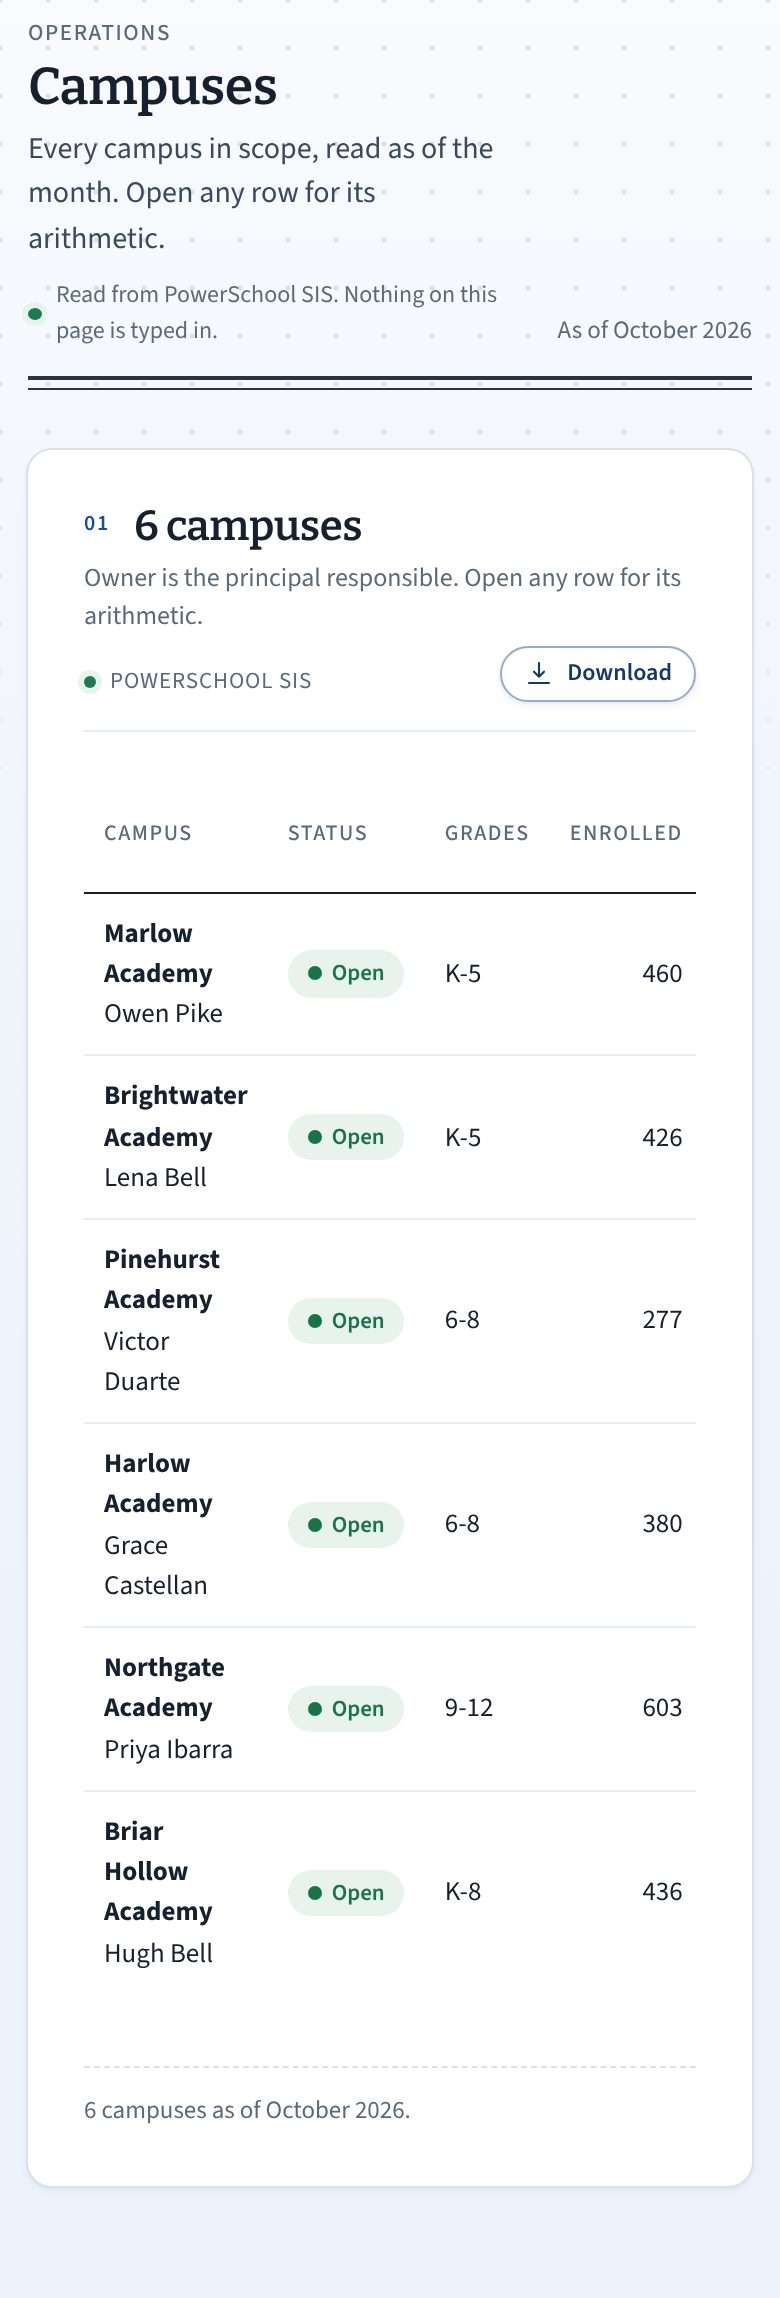 OPERATIONS
Campuses
Every campus in scope, read as of the
month. Open any row for its
arithmetic.
Read from PowerSchool SIS. Nothing on this
page is typed in.
As of October 2026
01 6 campuses
Owner is the principal responsible. Open any row for its
arithmetic.
POWERSCHOOL SIS
Download
CAMPUS STATUS GRADES ENROLLED
Marlow
Academy
Owen Pike
Open K-5 460
Brightwater
Academy
Lena Bell
Open K-5 426
Pinehurst
Academy
Victor
Duarte
Open 6-8 277
Harlow
Academy
Grace
Castellan
Open 6-8 380
Northgate
Academy
Priya Ibarra
Open 9-12 603
Briar
Hollow
Academy
Hugh Bell
Open K-8 436
6 campuses as of October 2026.